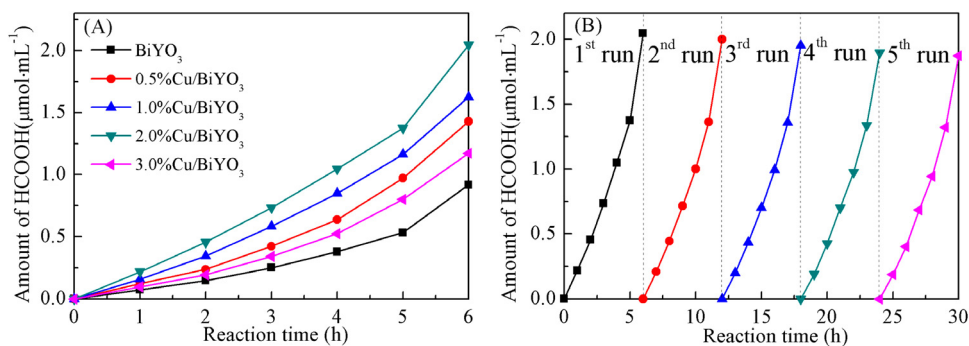 (A)
BiYO₃
0.5%Cu/BiYO₃
1.0%Cu/BiYO₃
2.0%Cu/BiYO₃
3.0%Cu/BiYO₃
Amount of HCOOH(μmol·mL⁻¹)
2.0
1.5
1.0
0.5
0.0
0 1 2 3 4 5 6
Reaction time (h)
(B)
1ˢᵗ run 2ⁿᵈ run 3ʳᵈ run 4ᵗʰ run 5ᵗʰ run
Amount of HCOOH(μmol·mL⁻¹)
2.0
1.5
1.0
0.5
0.0
0 5 10 15 20 25 30
Reaction time (h)